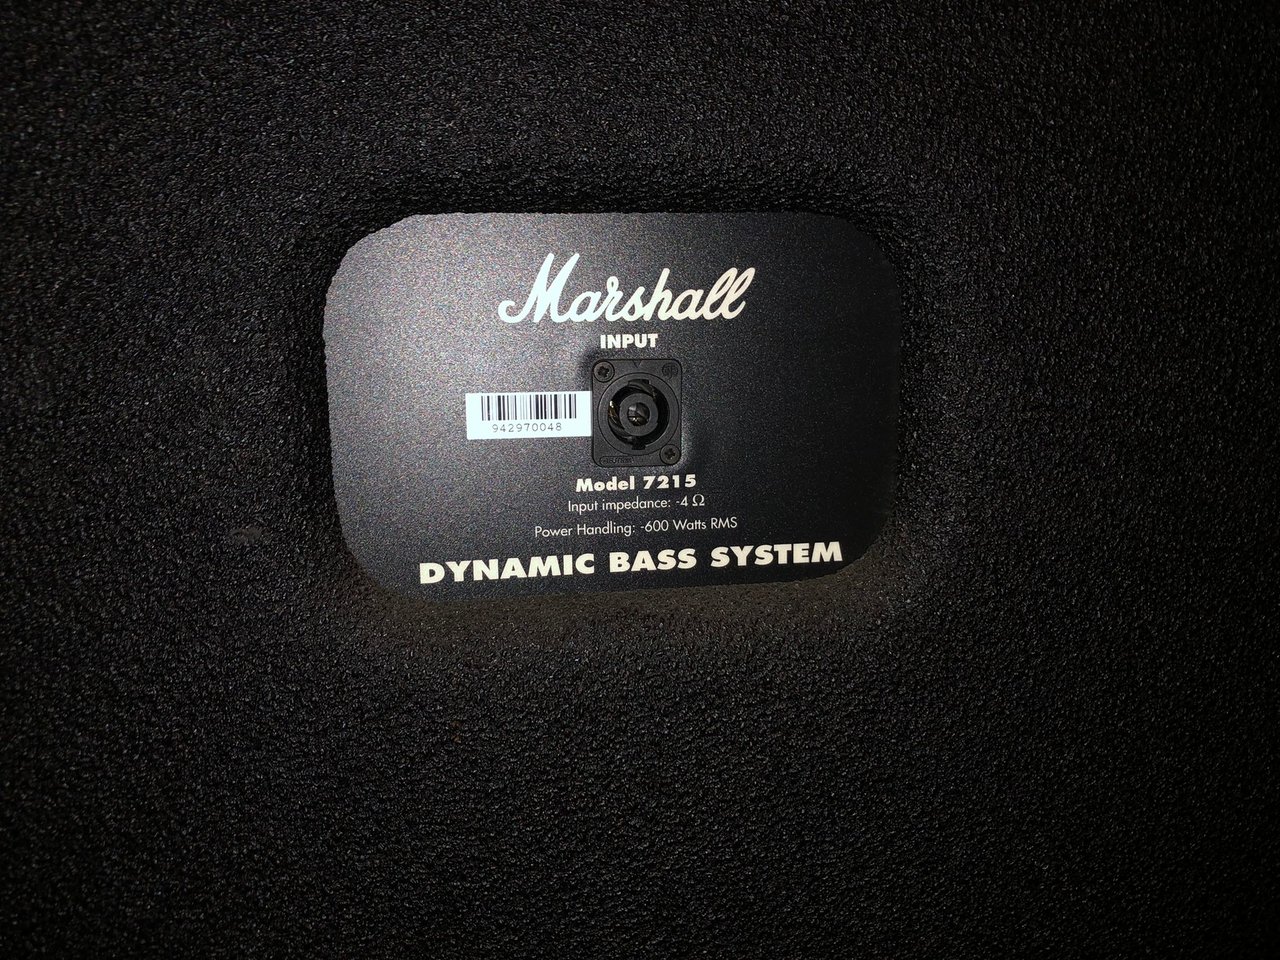 Marshall
INPUT
942970048
Model 7215
Input impedance: -4 Ω
Power Handling: -600 Watts RMS
DYNAMIC BASS SYSTEM